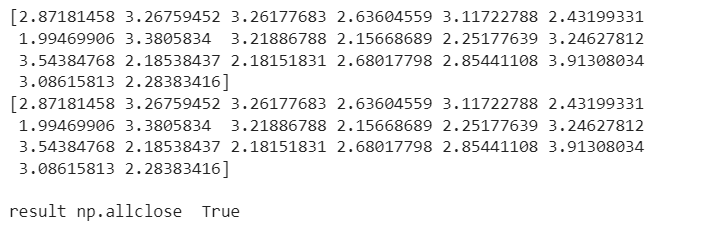 [2.87181458 3.26759452 3.26177683 2.63604559 3.11722788 2.43199331
 1.99469906 3.3805834  3.21886788 2.15668689 2.25177639 3.24627812
 3.54384768 2.18538437 2.18151831 2.68017798 2.85441108 3.91308034
 3.08615813 2.28383416]
[2.87181458 3.26759452 3.26177683 2.63604559 3.11722788 2.43199331
 1.99469906 3.3805834  3.21886788 2.15668689 2.25177639 3.24627812
 3.54384768 2.18538437 2.18151831 2.68017798 2.85441108 3.91308034
 3.08615813 2.28383416]
result np.allclose  True